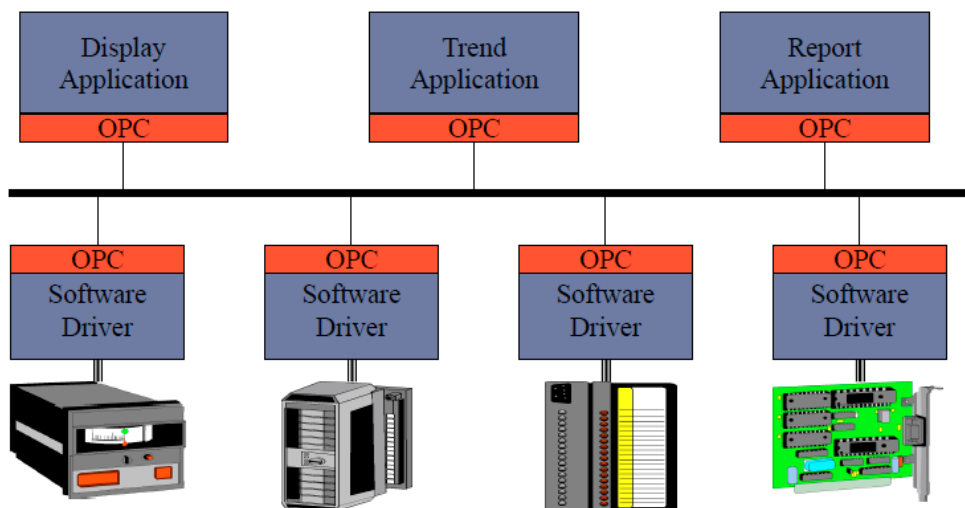 Display
Application
OPC
Trend
Application
OPC
Report
Application
OPC
OPC
Software
Driver
OPC
Software
Driver
OPC
Software
Driver
OPC
Software
Driver